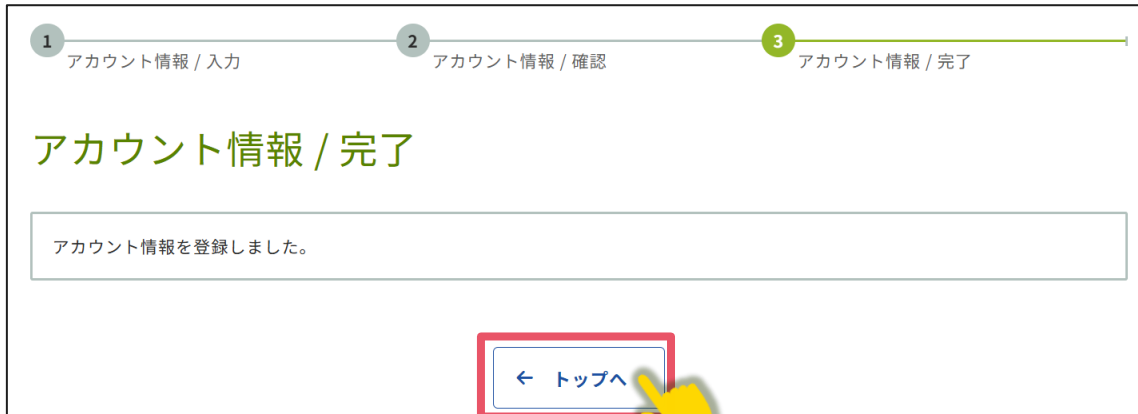 1
アカウント情報 / 入力
2
アカウント情報 / 確認
3
アカウント情報 / 完了
アカウント情報 / 完了
アカウント情報を登録しました。
← トップへ